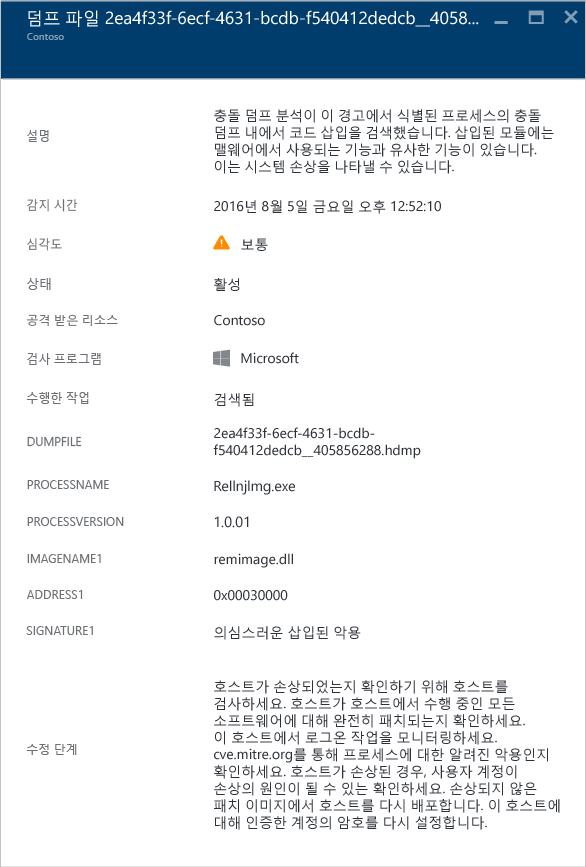 덤프 파일 2ea4f33f-6ecf-4631-bcdb-f540412dedcb__4058...
Contoso
설명
충돌 덤프 분석이 이 경고에서 식별된 프로세스의 충돌
덤프 내에서 코드 삽입을 검색했습니다. 삽입된 모듈에는
맬웨어에서 사용되는 기능과 유사한 기능이 있습니다.
이는 시스템 손상을 나타낼 수 있습니다.
감지 시간
2016년 8월 5일 금요일 오후 12:52:10
심각도
보통
상태
활성
공격 받은 리소스
Contoso
검사 프로그램
Microsoft
수행한 작업
검색됨
DUMPFILE
2ea4f33f-6ecf-4631-bcdb-
f540412dedcb__405856288.hdmp
PROCESSNAME
RelInjImg.exe
PROCESSVERSION
1.0.01
IMAGENAME1
remimage.dll
ADDRESS1
0x00030000
SIGNATURE1
의심스러운 삽입된 악용
수정 단계
호스트가 손상되었는지 확인하기 위해 호스트를
검사하세요. 호스트가 호스트에서 수행 중인 모든
소프트웨어에 대해 완전히 패치되는지 확인하세요.
이 호스트에서 로그온 작업을 모니터링하세요.
cve.mitre.org를 통해 프로세스에 대한 알려진 악용인지
확인하세요. 호스트가 손상된 경우, 사용자 계정이
손상의 원인이 될 수 있는 확인하세요. 손상되지 않은
패치 이미지에서 호스트를 다시 배포합니다. 이 호스트에
대해 인증한 계정의 암호를 다시 설정합니다.